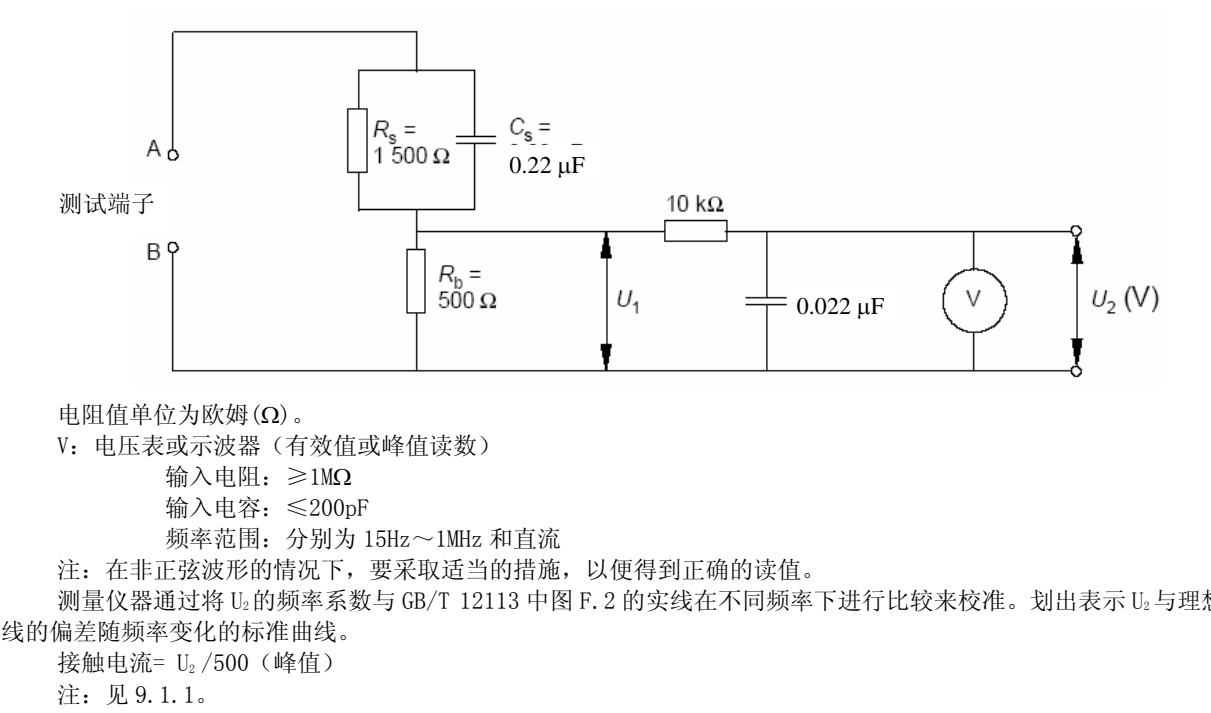 A
测试端子
B
Rs =
1 500 Ω
Cs =
0.22 μF
10 kΩ
Rb =
500 Ω
U1
0.022 μF
V
U2 (V)
电阻值单位为欧姆(Ω)。
V：电压表或示波器（有效值或峰值读数）
输入电阻：≥1MΩ
输入电容：≤200pF
频率范围：分别为 15Hz～1MHz 和直流
注：在非正弦波形的情况下，要采取适当的措施，以便得到正确的读值。
测量仪器通过将 U2 的频率系数与 GB/T 12113 中图 F.2 的实线在不同频率下进行比较来校准。划出表示 U2 与理想
线的偏差随频率变化的标准曲线。
接触电流= U2 /500（峰值）
注：见 9.1.1。